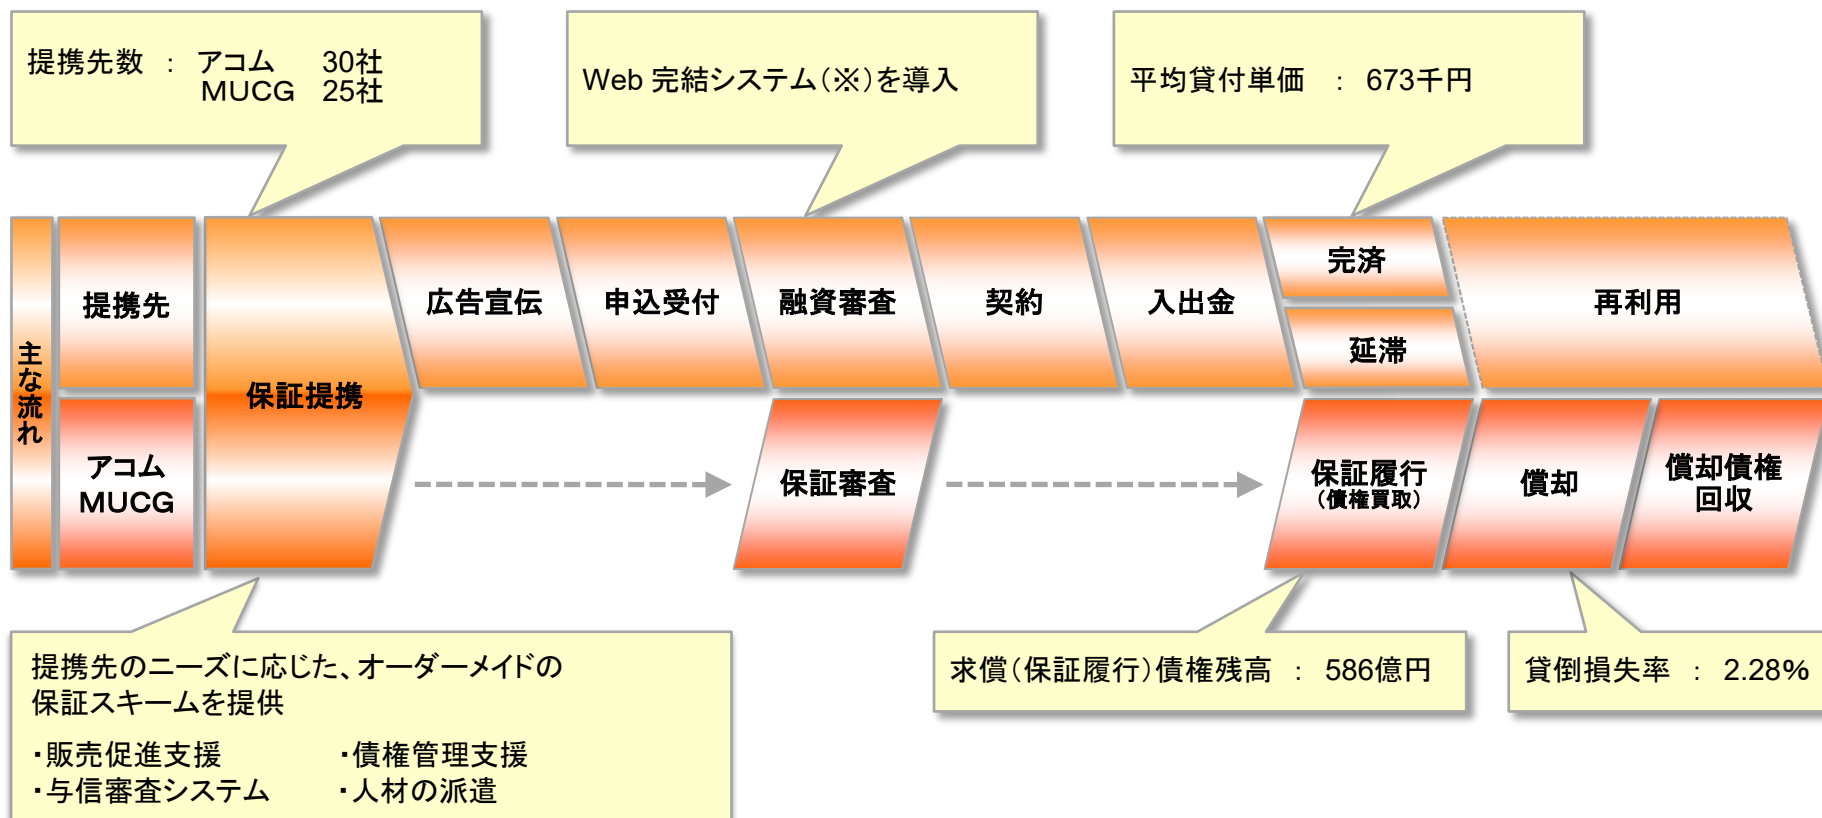 提携先数 : アコム 30社
MUCG 25社
Web 完結システム(※)を導入
平均貸付単価 : 673千円
主な流れ
提携先
アコム
MUCG
保証提携
広告宣伝
申込受付
融資審査
契約
入出金
完済
延滞
再利用
保証審査
保証履行
(債権買取)
償却
償却債権
回収
提携先のニーズに応じた、オーダーメイドの
保証スキームを提供
・販売促進支援 ・債権管理支援
・与信審査システム ・人材の派遣
求償(保証履行)債権残高 : 586億円
貸倒損失率 : 2.28%